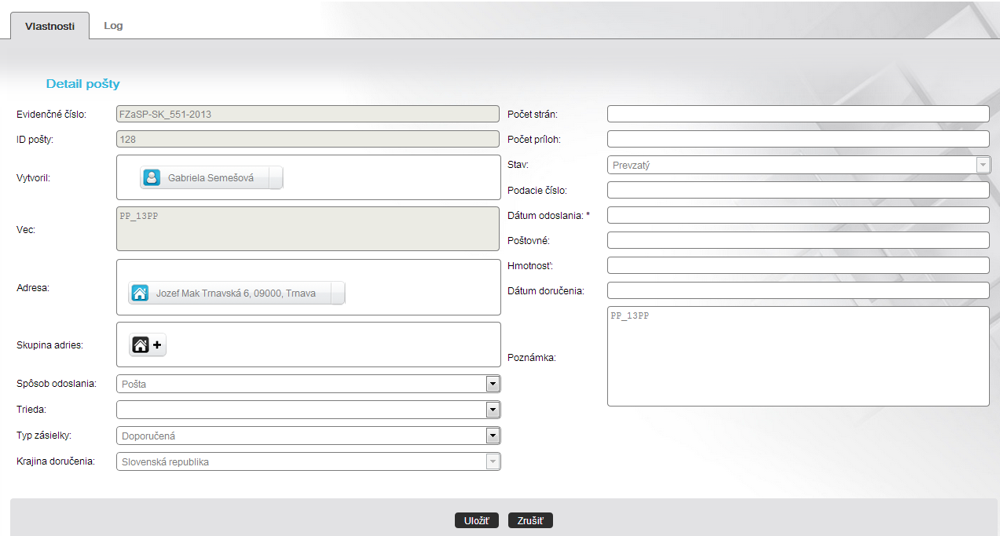 Vlastnosti
Log
Detail pošty
Evidenčné číslo:
FZaSP-SK_551-2013
ID pošty:
128
Vytvoril:
Gabriela Semešová
Vec:
PP_13PP
Adresa:
Jozef Mak Trnavská 6, 09000, Trnava
Skupina adries:
+
Spôsob odoslania:
Pošta
Trieda:
Typ zásielky:
Doporučená
Krajina doručenia:
Slovenská republika
Počet strán:
Počet príloh:
Stav:
Prevzatý
Podacie číslo:
Dátum odoslania: *
Poštovné:
Hmotnosť:
Dátum doručenia:
Poznámka:
PP_13PP
Uložiť
Zrušiť